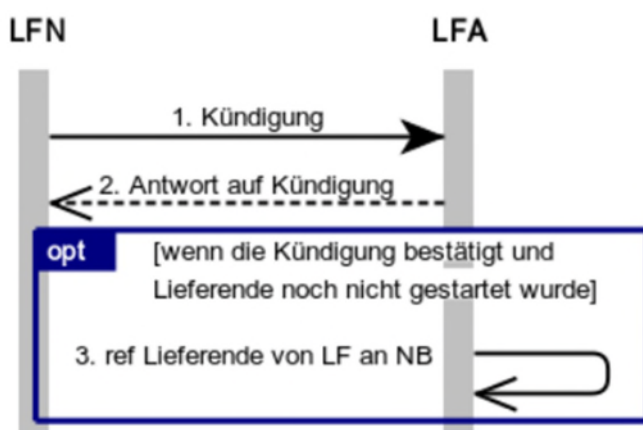 LFN LFA
1. Kündigung
2. Antwort auf Kündigung
opt [wenn die Kündigung bestätigt und
Lieferende noch nicht gestartet wurde]
3. ref Lieferende von LF an NB